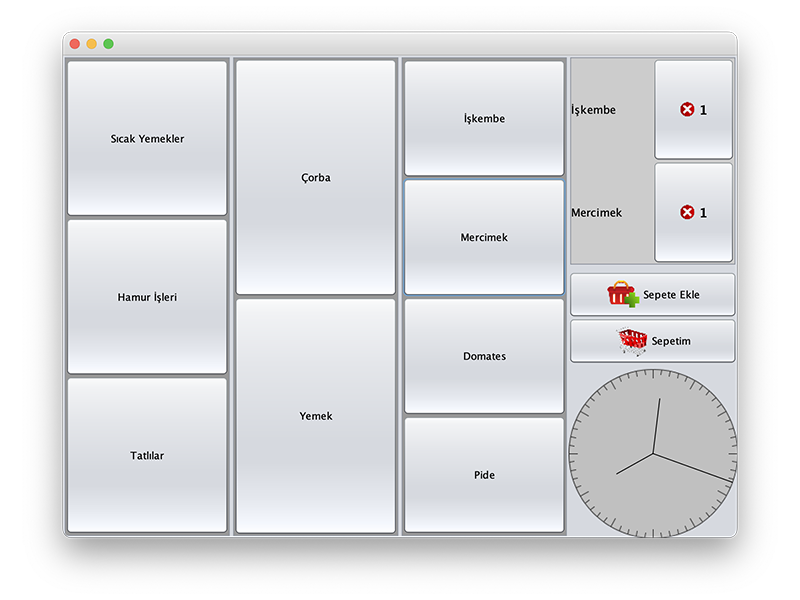 Sıcak Yemekler
Hamur İşleri
Tatlılar
Çorba
Yemek
İşkembe
Mercimek
Domates
Pide
İşkembe
1
Mercimek
1
Sepete Ekle
Sepetim